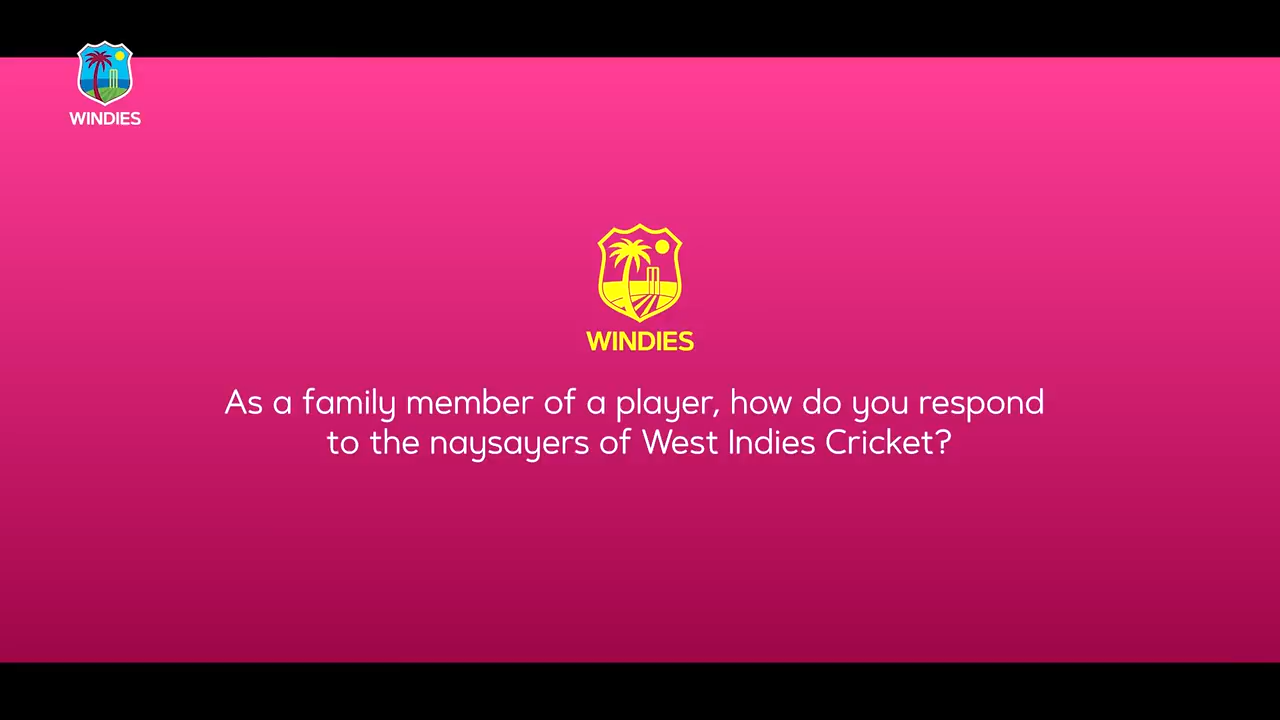 WINDIES
WINDIES
As a family member of a player, how do you respond
to the naysayers of West Indies Cricket?